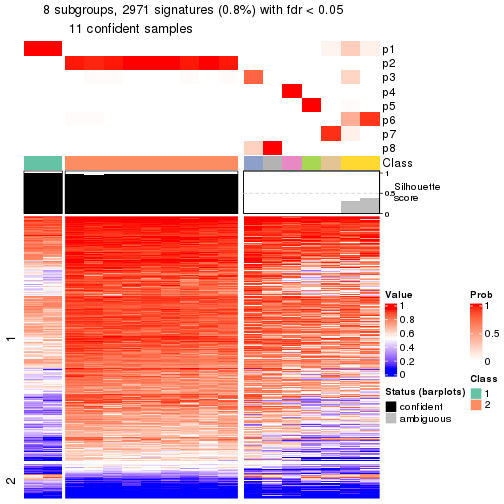 8 subgroups, 2971 signatures (0.8%) with fdr < 0.05
11 confident samples
p1
p2
p3
p4
p5
p6
p7
p8
Class
1
0.5
0
Silhouette
score
1
2
Value
1
0.8
0.6
0.4
0.2
0
Status (barplots)
confident
ambiguous
Prob
1
0.5
0
Class
1
2